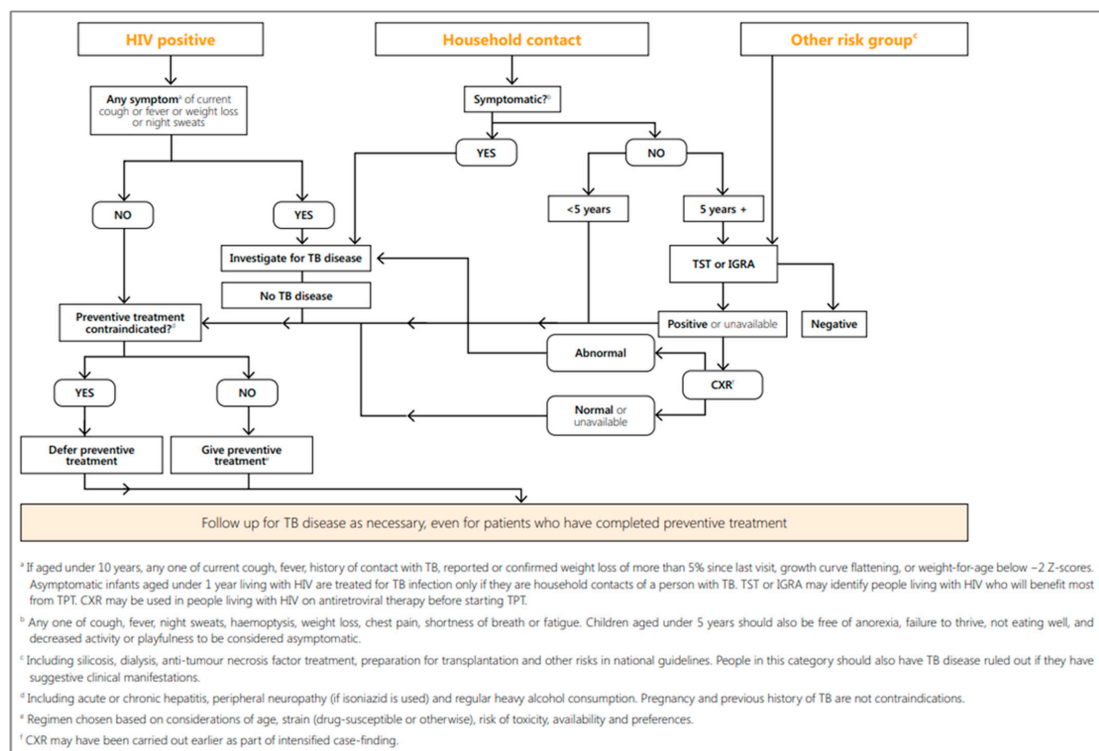 HIV positive
Household contact
Other risk groupᶜ
Any symptomᵃ of current
cough or fever or weight loss
or night sweats
Symptomatic?ᵇ
YES
NO
<5 years
5 years +
NO
YES
Investigate for TB disease
TST or IGRA
No TB disease
Preventive treatment
contraindicated?ᵈ
Positive or unavailable
Negative
Abnormal
CXRᶠ
YES
NO
Normal or
unavailable
Defer preventive
treatment
Give preventive
treatmentᵉ
Follow up for TB disease as necessary, even for patients who have completed preventive treatment
ᵃ If aged under 10 years, any one of current cough, fever, history of contact with TB, reported or confirmed weight loss of more than 5% since last visit, growth curve flattening, or weight-for-age below −2 Z-scores.
Asymptomatic infants aged under 1 year living with HIV are treated for TB infection only if they are household contacts of a person with TB. TST or IGRA may identify people living with HIV who will benefit most
from TPT. CXR may be used in people living with HIV on antiretroviral therapy before starting TPT.
ᵇ Any one of cough, fever, night sweats, haemoptysis, weight loss, chest pain, shortness of breath or fatigue. Children aged under 5 years should also be free of anorexia, failure to thrive, not eating well, and
decreased activity or playfulness to be considered asymptomatic.
ᶜ Including silicosis, dialysis, anti-tumour necrosis factor treatment, preparation for transplantation and other risks in national guidelines. People in this category should also have TB disease ruled out if they have
suggestive clinical manifestations.
ᵈ Including acute or chronic hepatitis, peripheral neuropathy (if isoniazid is used) and regular heavy alcohol consumption. Pregnancy and previous history of TB are not contraindications.
ᵉ Regimen chosen based on considerations of age, strain (drug-susceptible or otherwise), risk of toxicity, availability and preferences.
ᶠ CXR may have been carried out earlier as part of intensified case-finding.